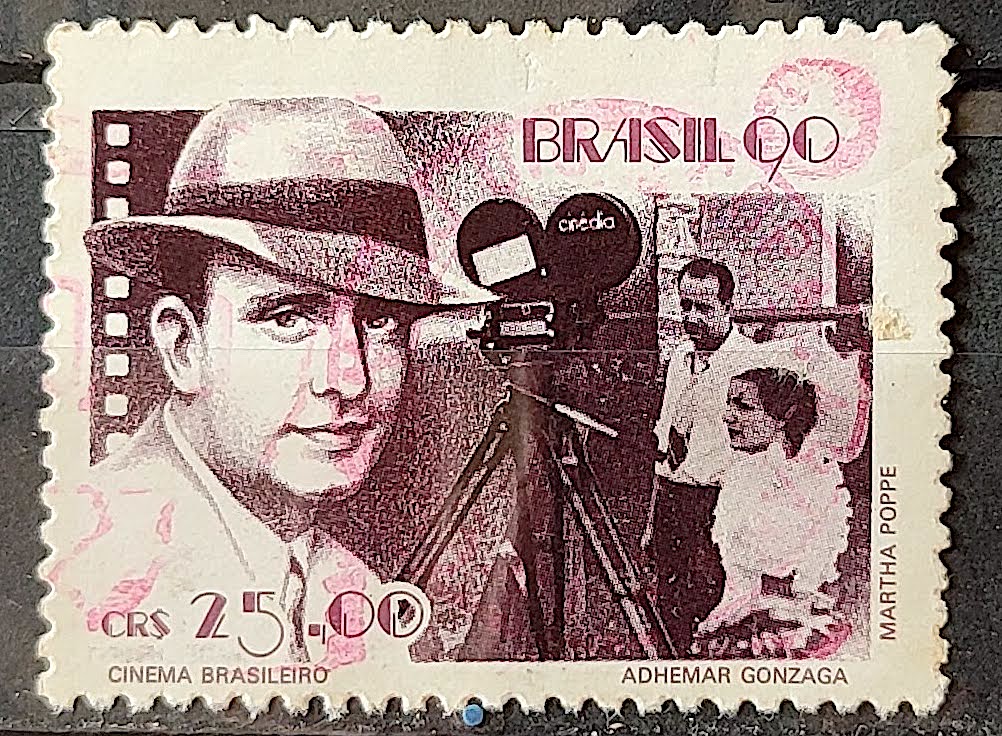 BRASIL 90
cinédia
MARTHA POPPE
CR$ 25,00
CINEMA BRASILEIRO
ADHEMAR GONZAGA